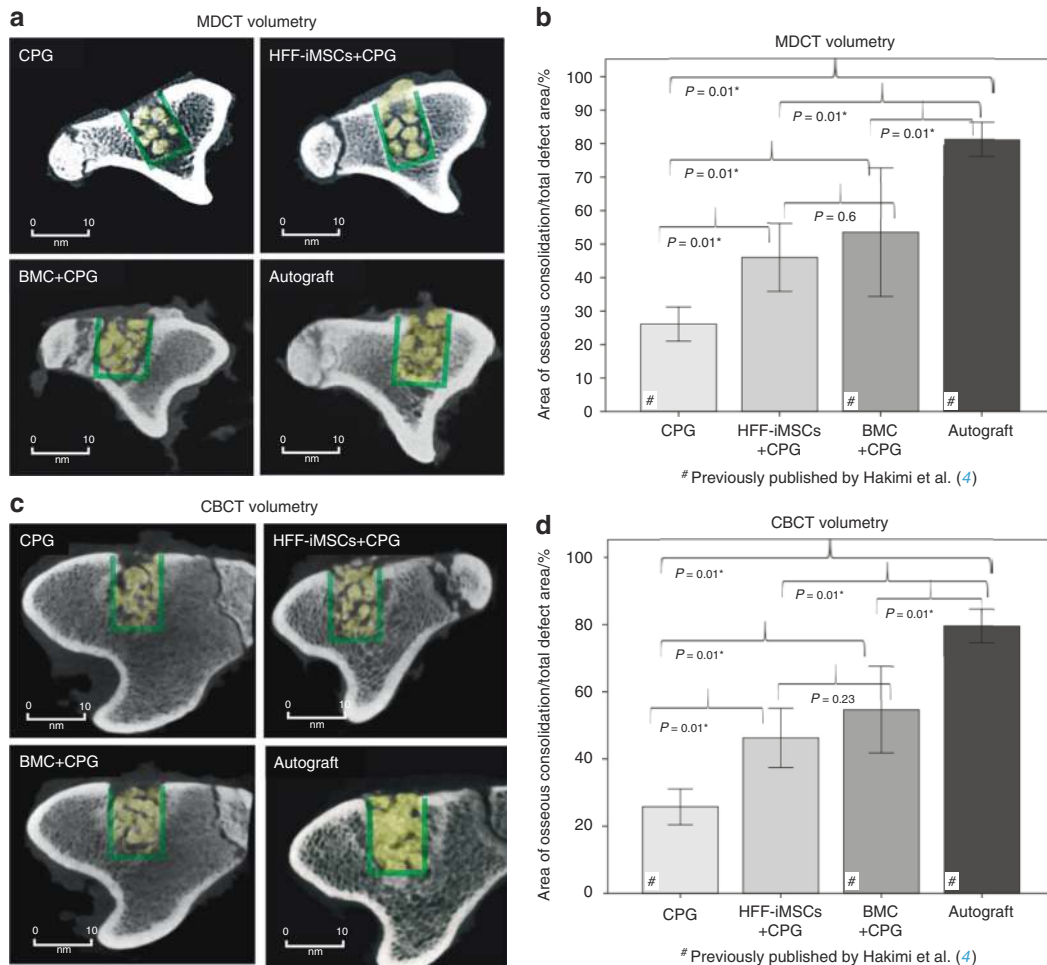 a
MDCT volumetry
CPG
0 10
nm
HFF-iMSCs+CPG
0 10
nm
BMC+CPG
0 10
nm
Autograft
0 10
nm
b
MDCT volumetry
Area of osseous consolidation/total defect area/%
100
90
80
70
60
50
40
30
20
10
0
P = 0.01*
P = 0.01*
P = 0.01*
P = 0.01*
P = 0.6
P = 0.01*
#
#
#
CPG
HFF-iMSCs
+CPG
BMC
+CPG
Autograft
# Previously published by Hakimi et al. (4)
c
CBCT volumetry
CPG
0 10
nm
HFF-iMSCs+CPG
0 10
nm
BMC+CPG
0 10
nm
Autograft
0 10
nm
d
CBCT volumetry
Area of osseous consolidation/total defect area/%
100
80
60
40
20
0
P = 0.01*
P = 0.01*
P = 0.01*
P = 0.01*
P = 0.23
P = 0.01*
#
#
#
CPG
HFF-iMSCs
+CPG
BMC
+CPG
Autograft
# Previously published by Hakimi et al. (4)